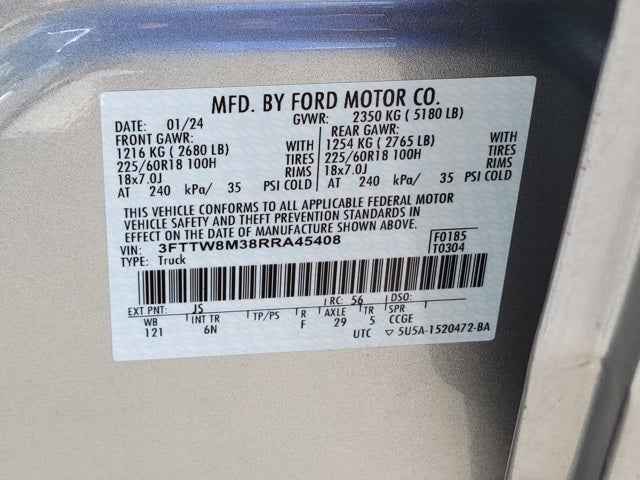 MFD. BY FORD MOTOR CO.
DATE: 01/24 GVWR: 2350 KG ( 5180 LB)
FRONT GAWR: REAR GAWR:
1216 KG ( 2680 LB) WITH 1254 KG ( 2765 LB) WITH
225/60R18 100H TIRES 225/60R18 100H TIRES
18x7.0J RIMS 18x7.0J RIMS
AT 240 kPa/ 35 PSI COLD AT 240 kPa/ 35 PSI COLD
THIS VEHICLE CONFORMS TO ALL APPLICABLE FEDERAL MOTOR
VEHICLE SAFETY AND THEFT PREVENTION STANDARDS IN
EFFECT ON THE DATE OF MANUFACTURE SHOWN ABOVE.
VIN: 3FTTW8M38RRA45408 F0185
TYPE: Truck T0304
EXT PNT: JS RC: 56 DSO:
WB INT TR TP/PS R AXLE TR SPR
121 6N F 29 5 CCGE
UTC ▽ 5U5A-1520472-BA